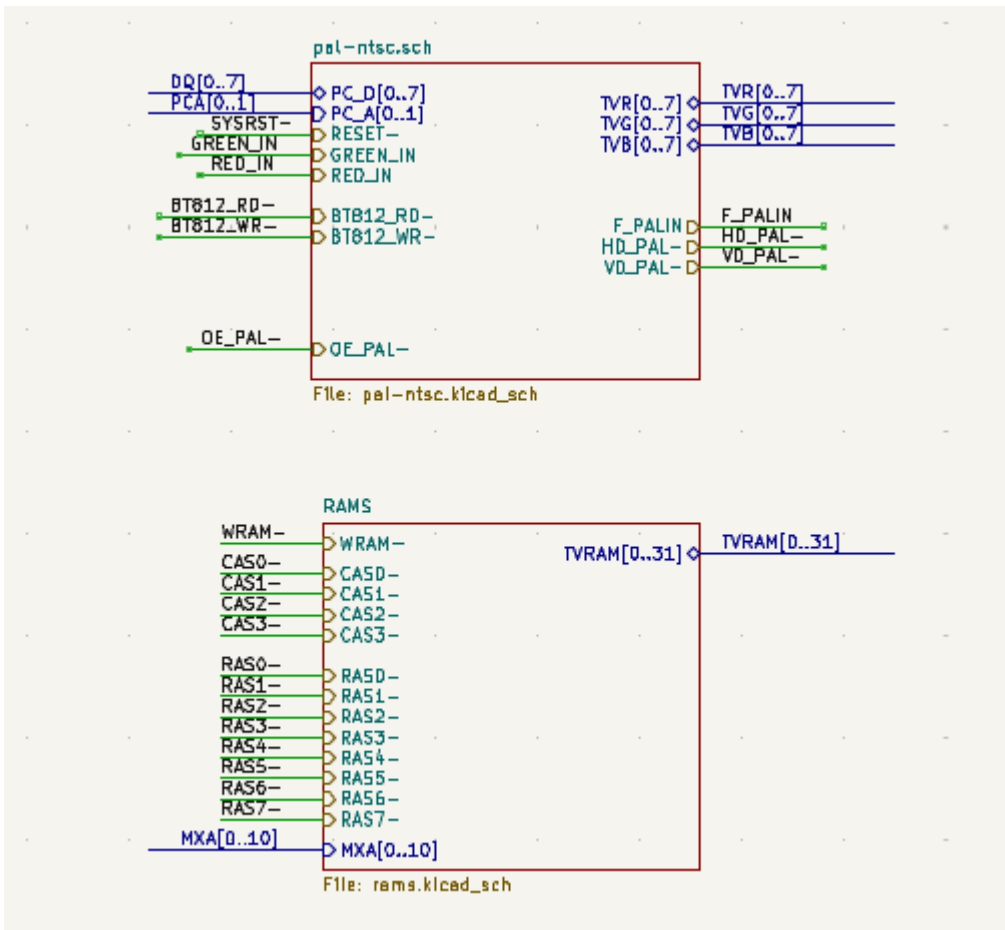 pal-ntsc.sch
DQ[0..7]
PCA[0..1]
SYSRST-
GREEN_IN
RED_IN
BT812_RD-
BT812_WR-
OE_PAL-
PC_D[0..7]
PC_A[0..1]
RESET-
GREEN_IN
RED_IN
BT812_RD-
BT812_WR-
OE_PAL-
TVR[0..7]
TVG[0..7]
TVB[0..7]
F_PALIN
HD_PAL-
VD_PAL-
TVR[0..7]
TVG[0..7]
TVB[0..7]
F_PALIN
HD_PAL-
VD_PAL-
File: pal-ntsc.kicad_sch
RAMS
WRAM-
CAS0-
CAS1-
CAS2-
CAS3-
RAS0-
RAS1-
RAS2-
RAS3-
RAS4-
RAS5-
RAS6-
RAS7-
MXA[0..10]
WRAM-
CAS0-
CAS1-
CAS2-
CAS3-
RAS0-
RAS1-
RAS2-
RAS3-
RAS4-
RAS5-
RAS6-
RAS7-
MXA[0..10]
TVRAM[0..31]
TVRAM[0..31]
File: rams.kicad_sch